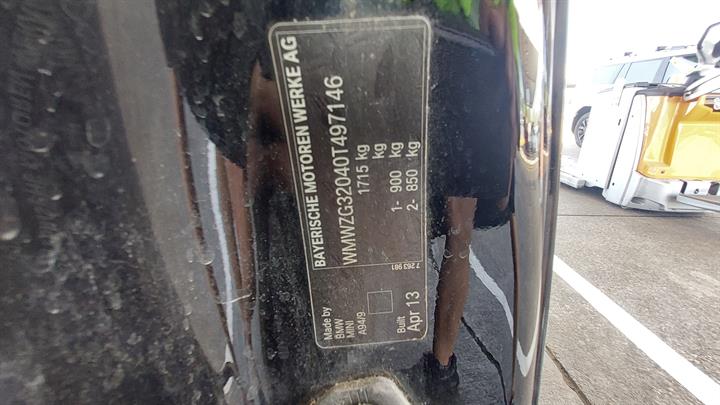 BAYERISCHE MOTOREN WERKE AG
WMWZG32040T497146
1715 kg
kg
1- 900 kg
2- 850 kg
7 263 981
Made by
BMW
MINI
A94/9
Built
Apr 13